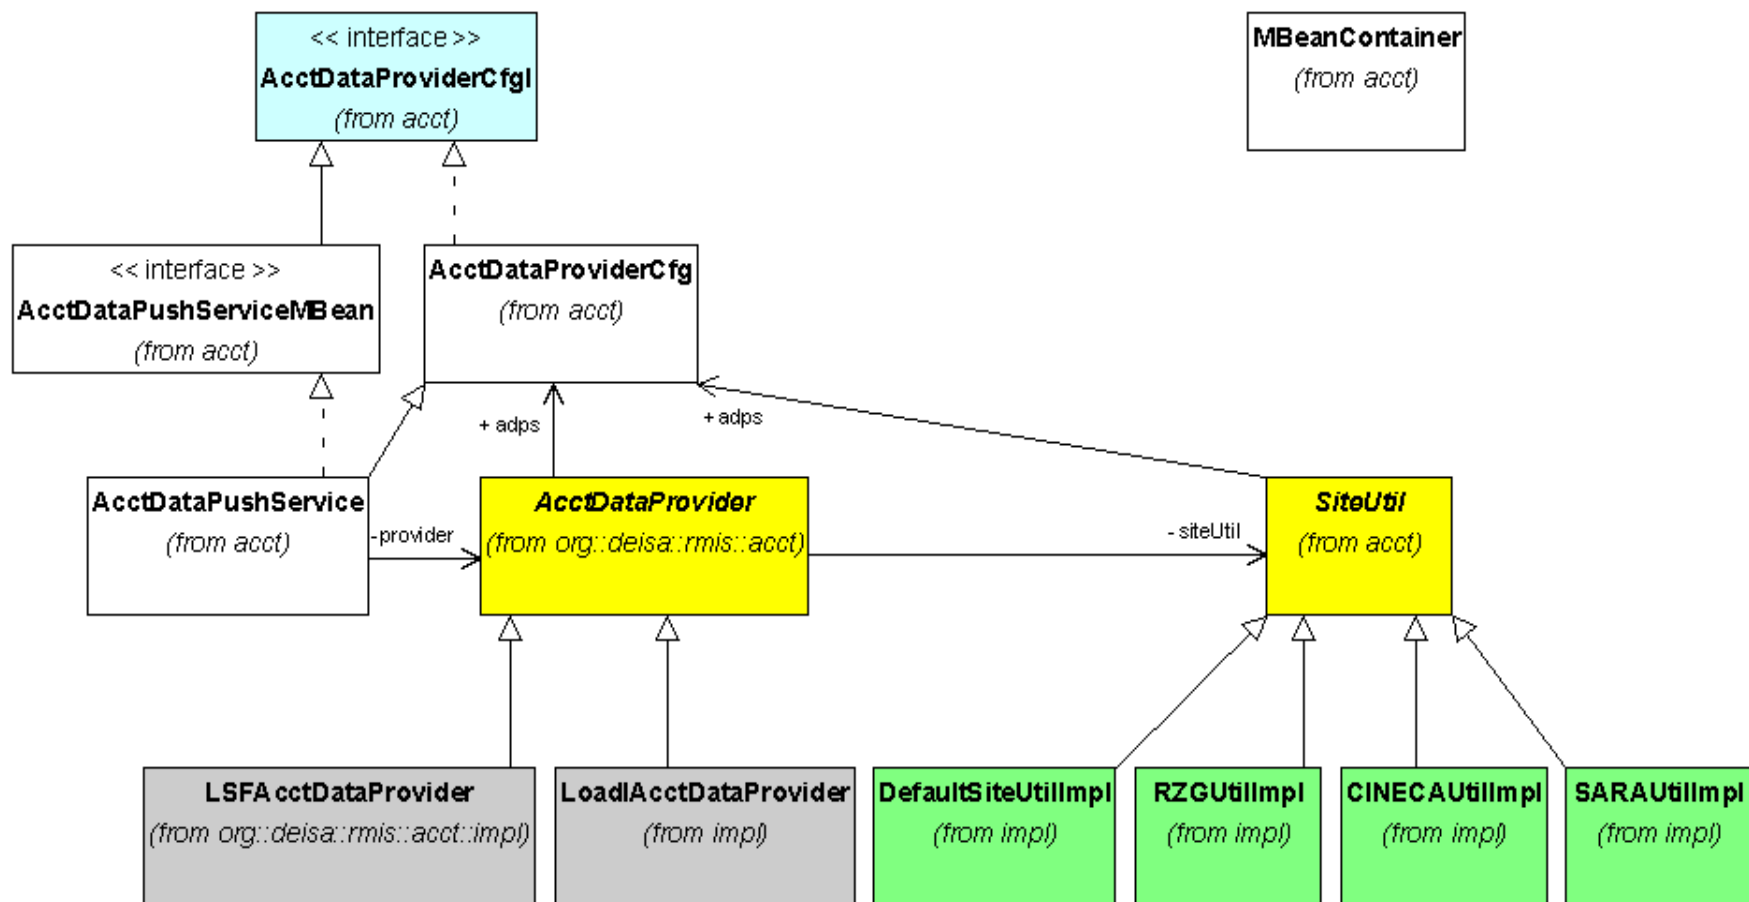 << interface >>
AcctDataProviderCfgI
(from acct)
MBeanContainer
(from acct)
<< interface >>
AcctDataPushServiceMBean
(from acct)
AcctDataProviderCfg
(from acct)
+ adps
+ adps
AcctDataPushService
(from acct)
-provider
AcctDataProvider
(from org::deisa::rmis::acct)
- siteUtil
SiteUtil
(from acct)
LSFAcctDataProvider
(from org::deisa::rmis::acct::impl)
LoadlAcctDataProvider
(from impl)
DefaultSiteUtilImpl
(from impl)
RZGUtilImpl
(from impl)
CINECAUtilImpl
(from impl)
SARAUtilImpl
(from impl)